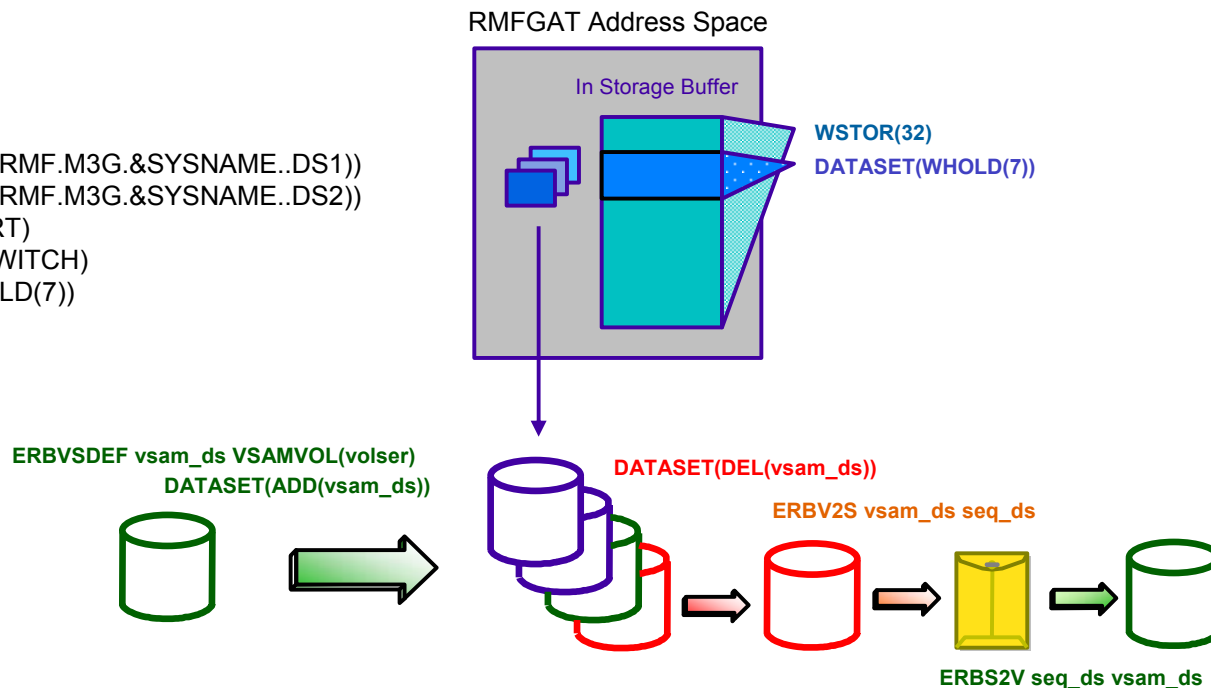 RMFGAT Address Space
In Storage Buffer
WSTOR(32)
DATASET(WHOLD(7))
RMF.M3G.&SYSNAME..DS1))
RMF.M3G.&SYSNAME..DS2))
RT)
WITCH)
LD(7))
ERBVSDEF vsam_ds VSAMVOL(volser)
DATASET(ADD(vsam_ds))
DATASET(DEL(vsam_ds))
ERBV2S vsam_ds seq_ds
ERBS2V seq_ds vsam_ds